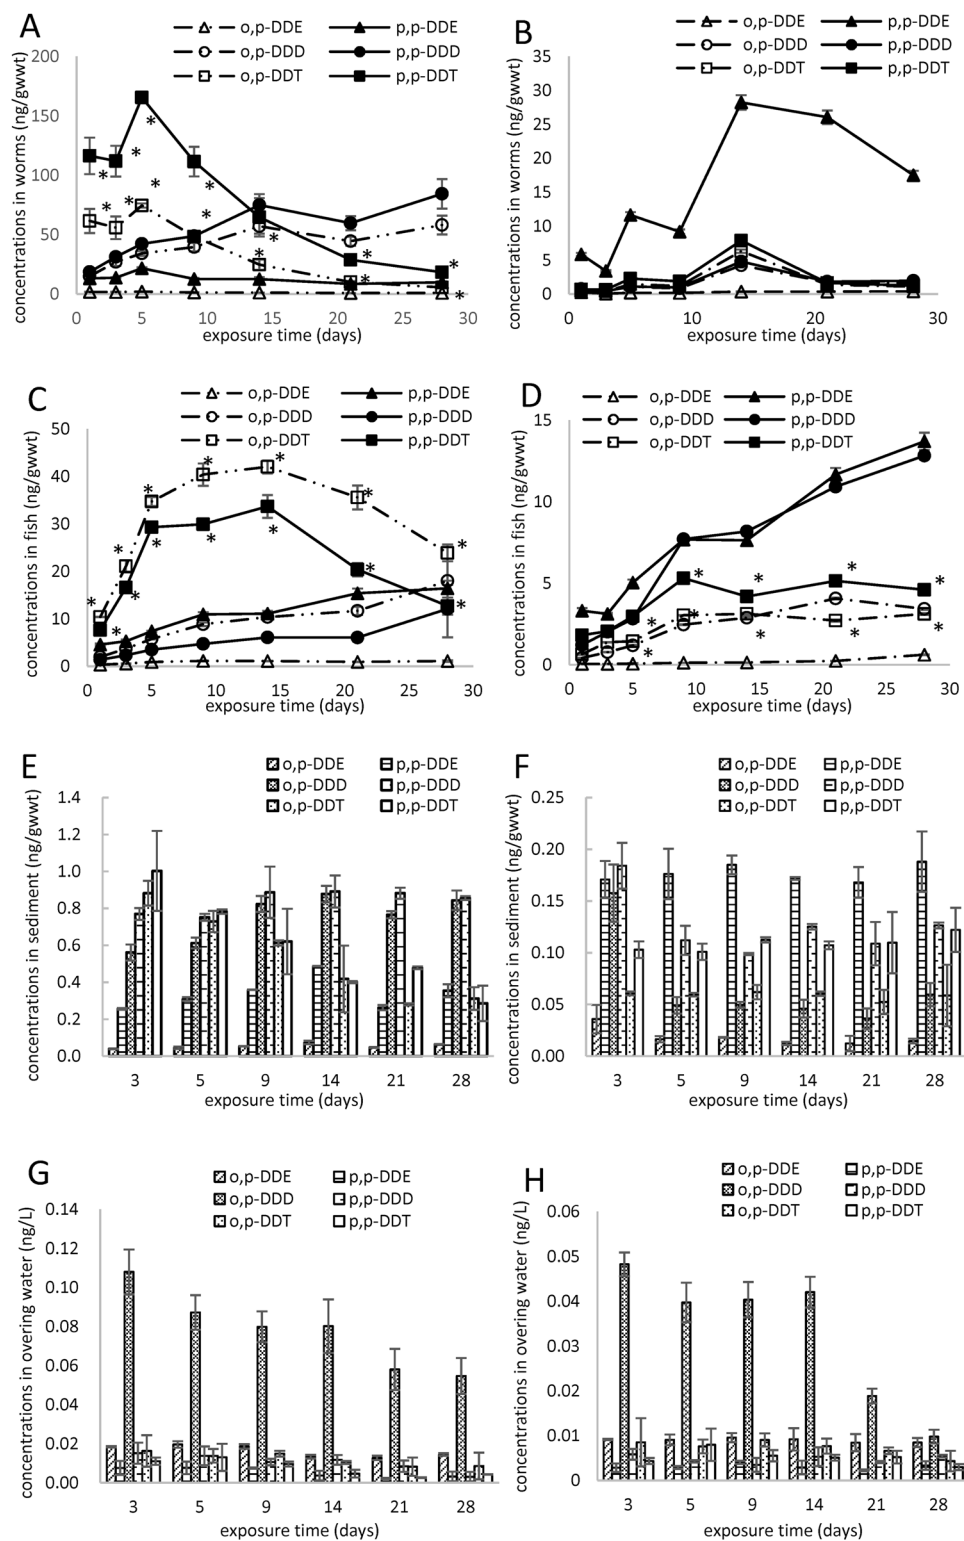 A
o,p-DDE p,p-DDE
o,p-DDD p,p-DDD
o,p-DDT p,p-DDT
concentrations in worms (ng/gwwt)
200
150
100
50
0
0 5 10 15 20 25 30
* * * * * * * * * * * * *
exposure time (days)
B
o,p-DDE p,p-DDE
o,p-DDD p,p-DDD
o,p-DDT p,p-DDT
concentrations in worms (ng/gwwt)
35
30
25
20
15
10
5
0
0 10 20 30
exposure time (days)
C
o,p-DDE p,p-DDE
o,p-DDD p,p-DDD
o,p-DDT p,p-DDT
concentrations in fish (ng/gwwt)
50
40
30
20
10
0
0 5 10 15 20 25 30
* * * * * * * * * * * * * *
exposure time (days)
D
o,p-DDE p,p-DDE
o,p-DDD p,p-DDD
o,p-DDT p,p-DDT
concentrations in fish (ng/gwwt)
15
10
5
0
0 5 10 15 20 25 30
* * * * * * * * * *
exposure time (days)
E
o,p-DDE p,p-DDE
o,p-DDD p,p-DDD
o,p-DDT p,p-DDT
concentrations in sediment (ng/gwwt)
1.4
1.2
1.0
0.8
0.6
0.4
0.2
0.0
3 5 9 14 21 28
exposure time (days)
F
o,p-DDE p,p-DDE
o,p-DDD p,p-DDD
o,p-DDT p,p-DDT
concentrations in sediment (ng/gwwt)
0.25
0.20
0.15
0.10
0.05
0.00
3 5 9 14 21 28
exposure time (days)
G
o,p-DDE p,p-DDE
o,p-DDD p,p-DDD
o,p-DDT p,p-DDT
concentrations in overing water (ng/L)
0.14
0.12
0.10
0.08
0.06
0.04
0.02
0.00
3 5 9 14 21 28
exposure time (days)
H
o,p-DDE p,p-DDE
o,p-DDD p,p-DDD
o,p-DDT p,p-DDT
concentrations in overing water (ng/L)
0.06
0.05
0.04
0.03
0.02
0.01
0
3 5 9 14 21 28
exposure time (days)